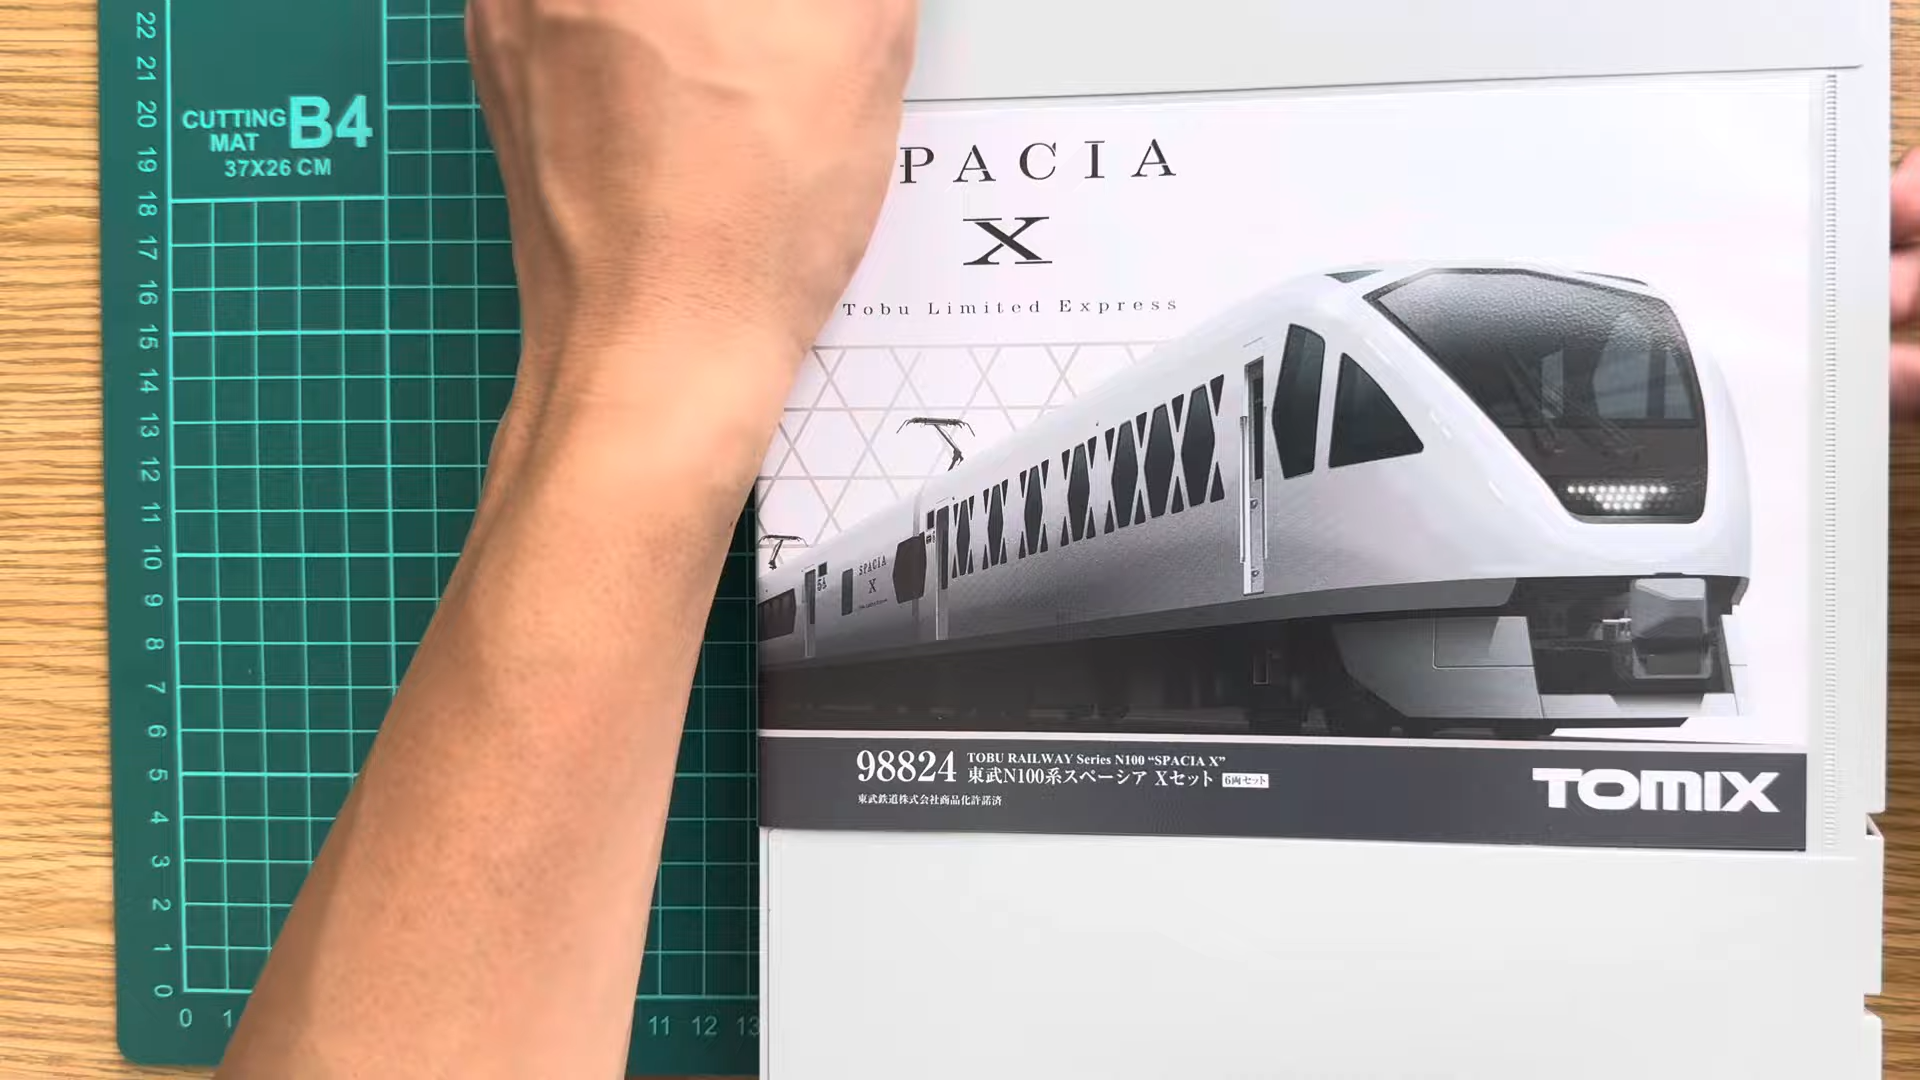 22
21
20
19
18
17
16
15
14
13
12
11
10
9
8
7
6
5
4
3
2
1
0
0 1 11 12 13
CUTTING MAT B4
37X26 CM
PACIA
X
Tobu Limited Express
5A
SPACIA
X
98824 TOBU RAILWAY Series N100 “SPACIA X”
東武N100系スペーシア Xセット 6両セット
東武鉄道株式会社商品化許諾済
TOMIX